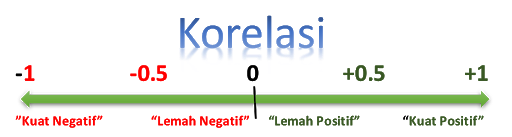 Korelasi
-1 -0.5 0 +0.5 +1
"Kuat Negatif" “Lemah Negatif” “Lemah Positif” “Kuat Positif”